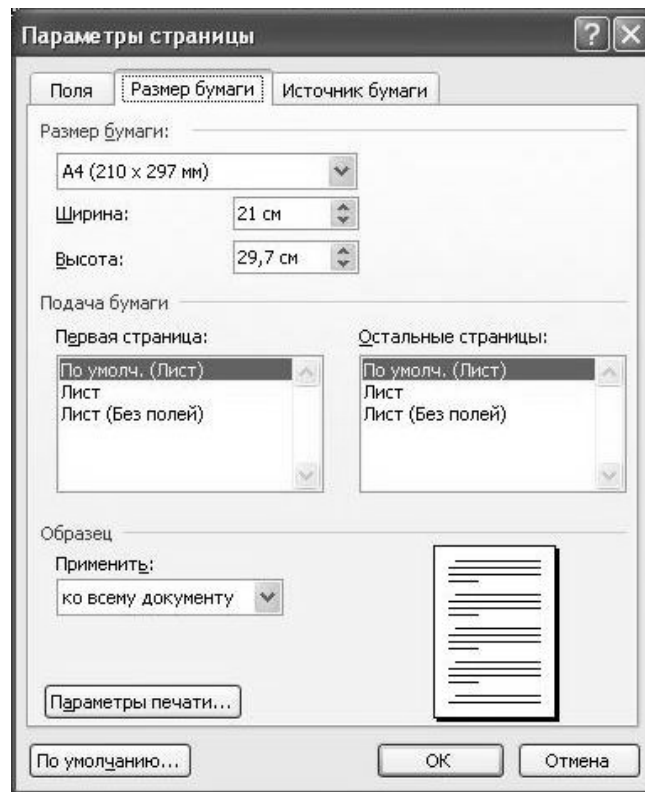 Параметры страницы
Поля Размер бумаги Источник бумаги
Размер бумаги:
А4 (210 x 297 мм)
Ширина: 21 см
Высота: 29,7 см
Подача бумаги
Первая страница: Остальные страницы:
По умолч. (Лист) По умолч. (Лист)
Лист Лист
Лист (Без полей) Лист (Без полей)
Образец
Применить:
ко всему документу
Параметры печати...
По умолчанию... ОК Отмена